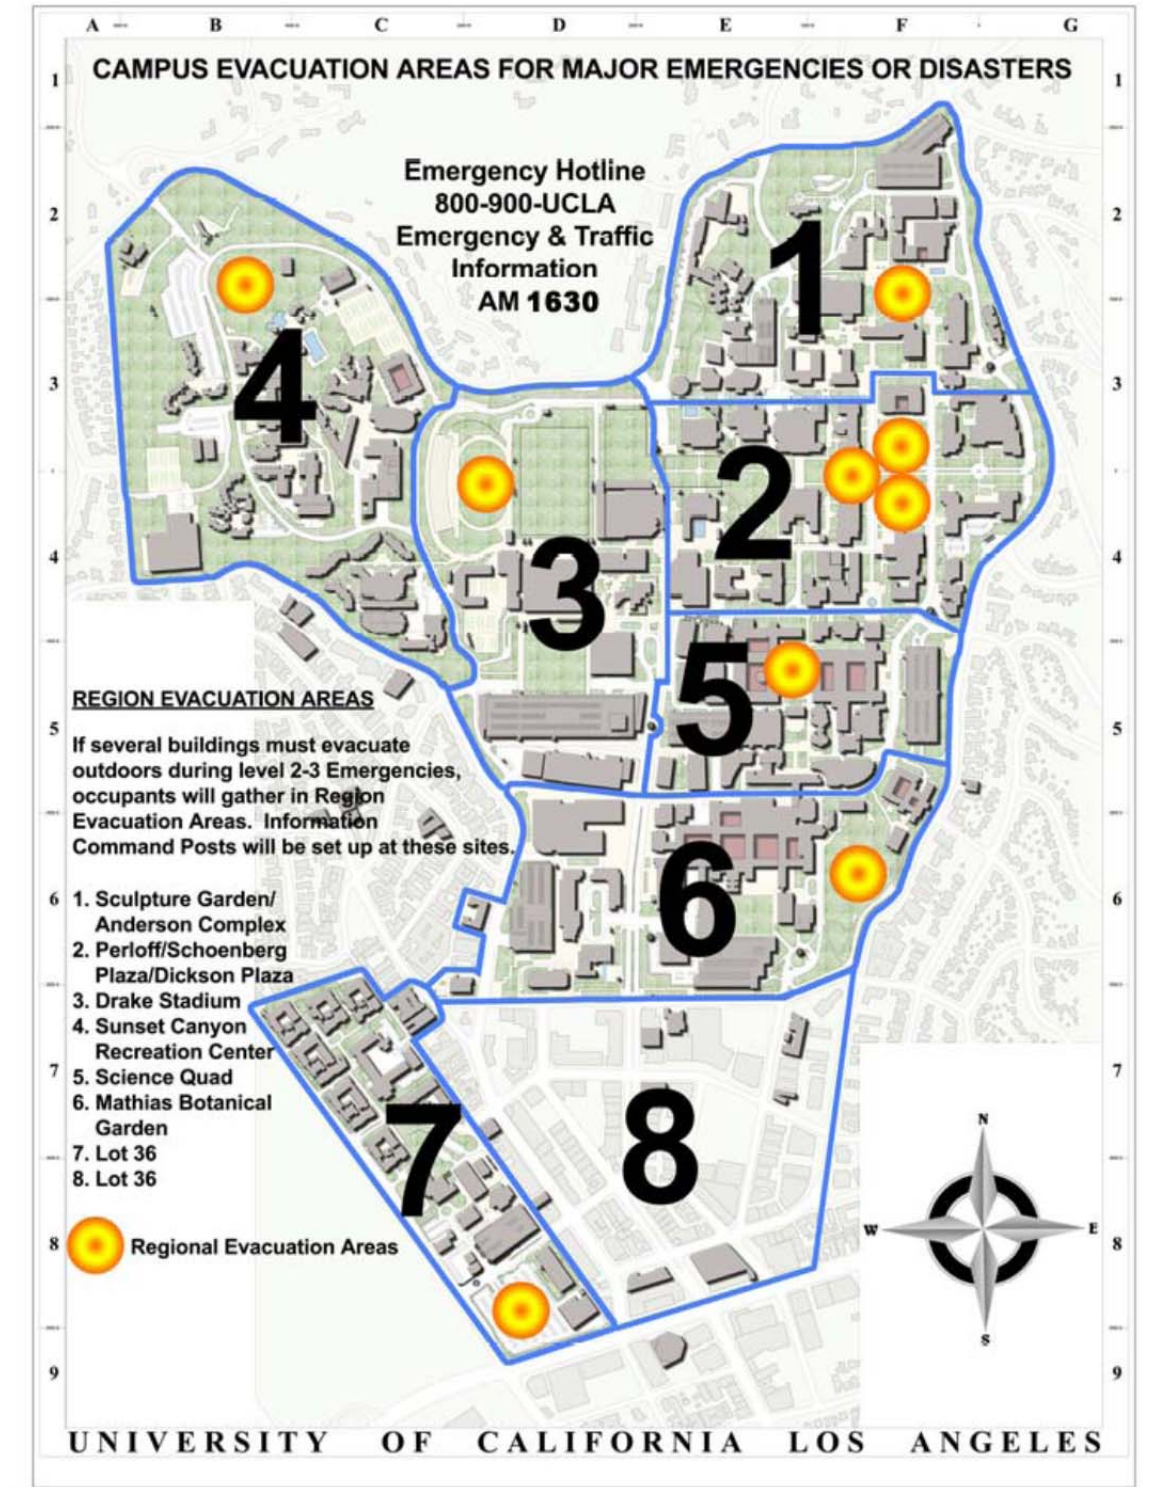 A B C D E F G
1 CAMPUS EVACUATION AREAS FOR MAJOR EMERGENCIES OR DISASTERS 1
Emergency Hotline
800-900-UCLA
Emergency & Traffic
Information
AM 1630
2 2
3 3
4 4
5 5
6 6
7 7
8 8
9 9
1
2
3
4
5
6
7
8
REGION EVACUATION AREAS
If several buildings must evacuate
outdoors during level 2-3 Emergencies,
occupants will gather in Region
Evacuation Areas. Information
Command Posts will be set up at these sites.
1. Sculpture Garden/
Anderson Complex
2. Perloff/Schoenberg
Plaza/Dickson Plaza
3. Drake Stadium
4. Sunset Canyon
Recreation Center
5. Science Quad
6. Mathias Botanical
Garden
7. Lot 36
8. Lot 36
Regional Evacuation Areas
N
W E
S
UNIVERSITY OF CALIFORNIA LOS ANGELES